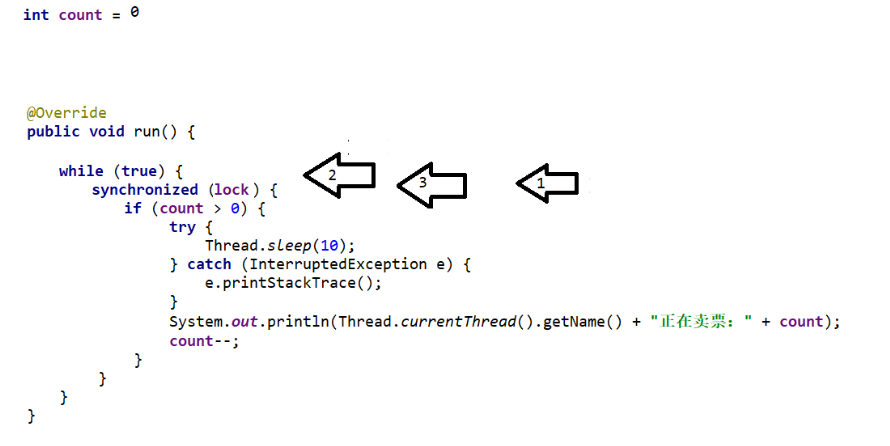 int count = 0
@Override
public void run() {
while (true) {
2
3
1
synchronized (lock) {
if (count > 0) {
try {
Thread.sleep(10);
} catch (InterruptedException e) {
e.printStackTrace();
}
System.out.println(Thread.currentThread().getName() + "正在卖票：" + count);
count--;
}
}
}
}